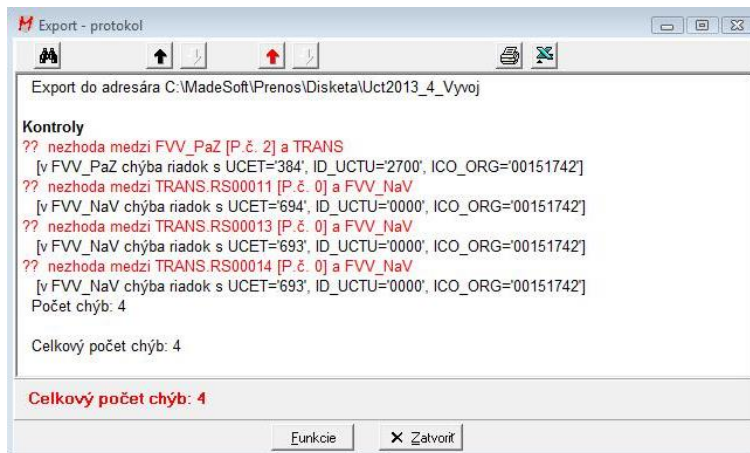 Export - protokol
Export do adresára C:\MadeSoft\Prenos\Disketa\Uct2013_4_Vyvoj
Kontroly
?? nezhoda medzi FVV_PaZ [P.č. 2] a TRANS
[v FVV_PaZ chýba riadok s UCET='384', ID_UCTU='2700', ICO_ORG='00151742']
?? nezhoda medzi TRANS.RS00011 [P.č. 0] a FVV_NaV
[v FVV_NaV chýba riadok s UCET='694', ID_UCTU='0000', ICO_ORG='00151742']
?? nezhoda medzi TRANS.RS00013 [P.č. 0] a FVV_NaV
[v FVV_NaV chýba riadok s UCET='693', ID_UCTU='0000', ICO_ORG='00151742']
?? nezhoda medzi TRANS.RS00014 [P.č. 0] a FVV_NaV
[v FVV_NaV chýba riadok s UCET='693', ID_UCTU='0000', ICO_ORG='00151742']
Počet chýb: 4
Celkový počet chýb: 4
Celkový počet chýb: 4
Funkcie Zatvoriť